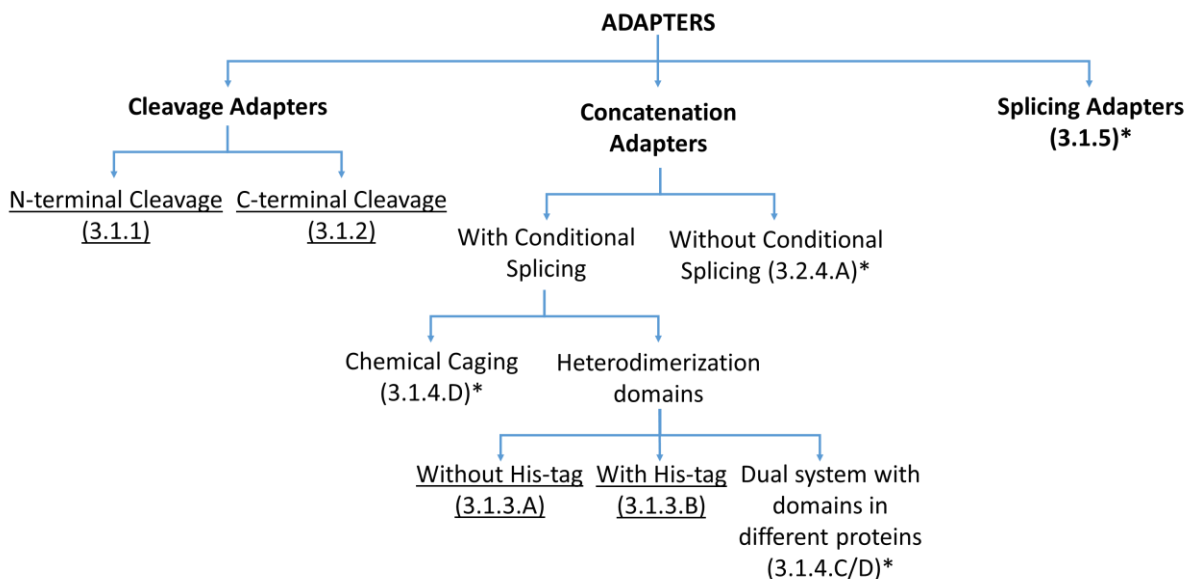 ADAPTERS
Cleavage Adapters
Concatenation
Adapters
Splicing Adapters
(3.1.5)*
N-terminal Cleavage
(3.1.1)
C-terminal Cleavage
(3.1.2)
With Conditional
Splicing
Without Conditional
Splicing (3.2.4.A)*
Chemical Caging
(3.1.4.D)*
Heterodimerization
domains
Without His-tag
(3.1.3.A)
With His-tag
(3.1.3.B)
Dual system with
domains in
different proteins
(3.1.4.C/D)*